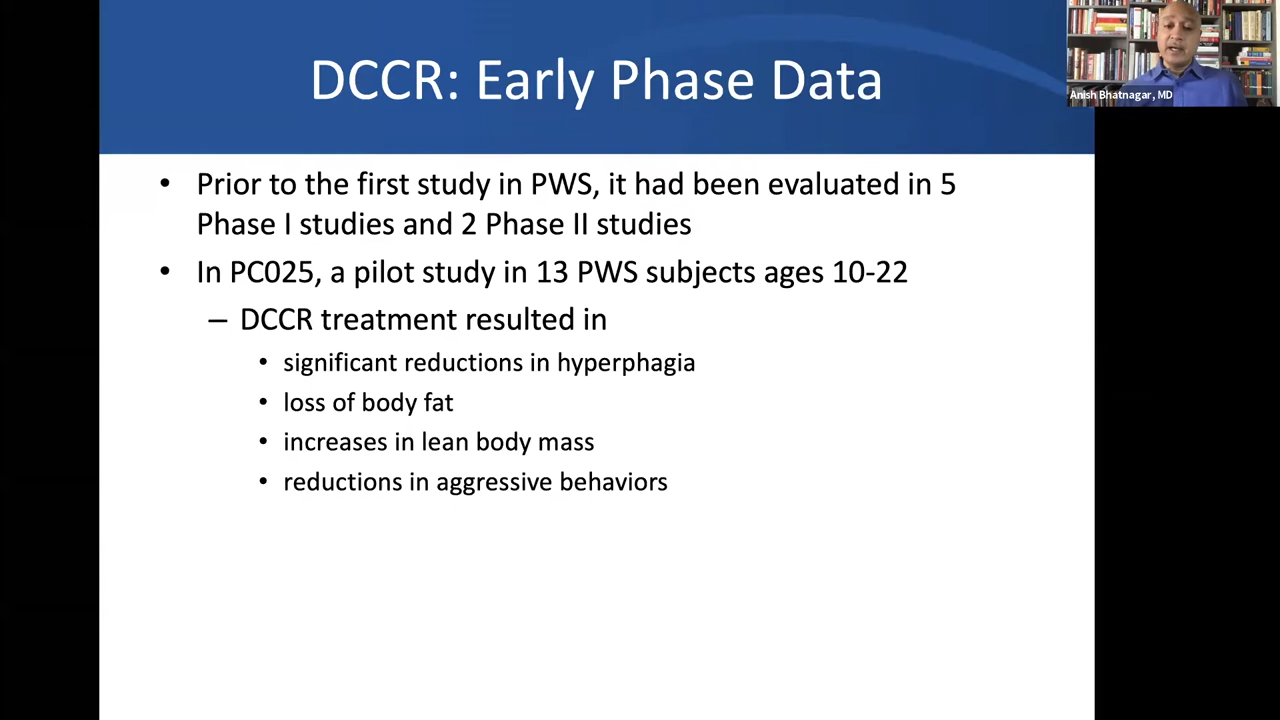 DCCR: Early Phase Data
Anish Bhatnagar, MD
• Prior to the first study in PWS, it had been evaluated in 5
Phase I studies and 2 Phase II studies
• In PC025, a pilot study in 13 PWS subjects ages 10-22
– DCCR treatment resulted in
• significant reductions in hyperphagia
• loss of body fat
• increases in lean body mass
• reductions in aggressive behaviors